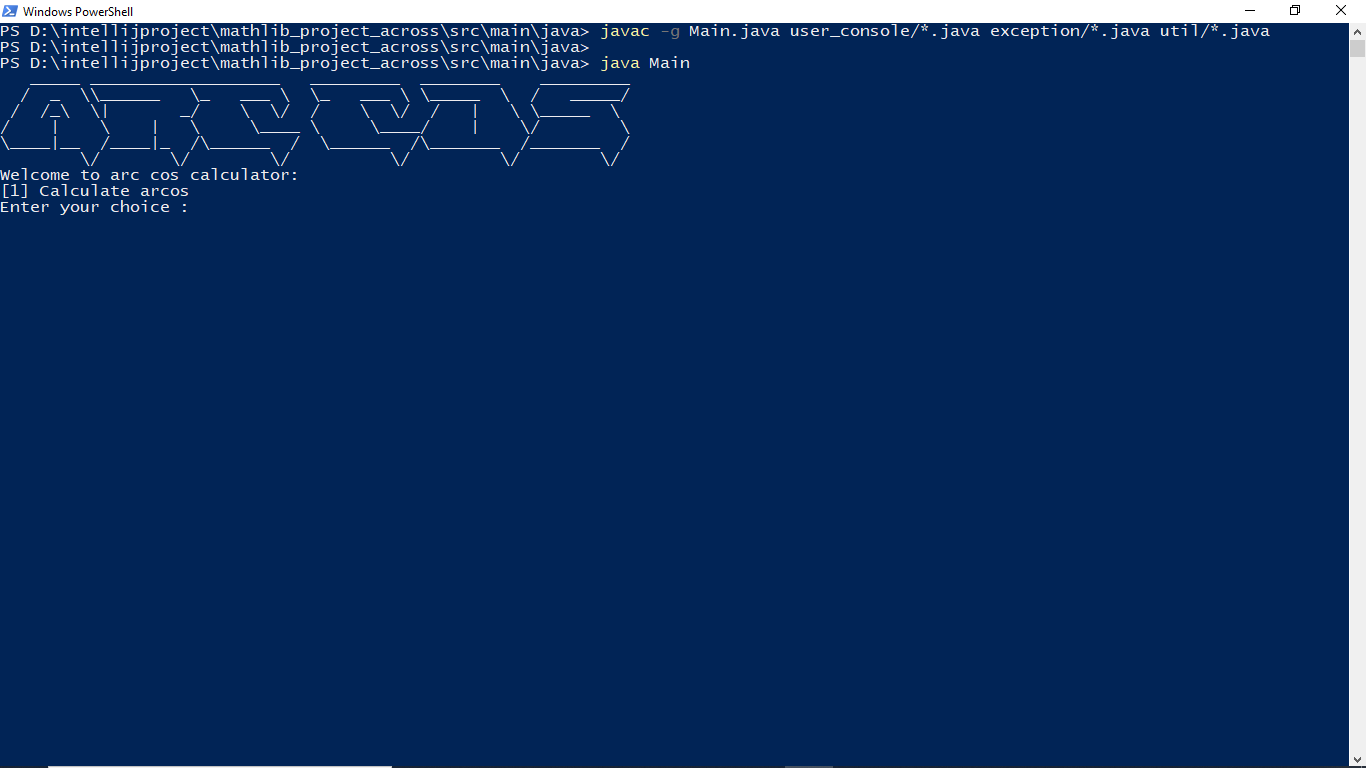 Windows PowerShell
PS D:\intellijproject\mathlib_project_across\src\main\java> javac -g Main.java user_console/*.java exception/*.java util/*.java
PS D:\intellijproject\mathlib_project_across\src\main\java>
PS D:\intellijproject\mathlib_project_across\src\main\java> java Main
ARCCOS
Welcome to arc cos calculator:
[1] Calculate arcos
Enter your choice :